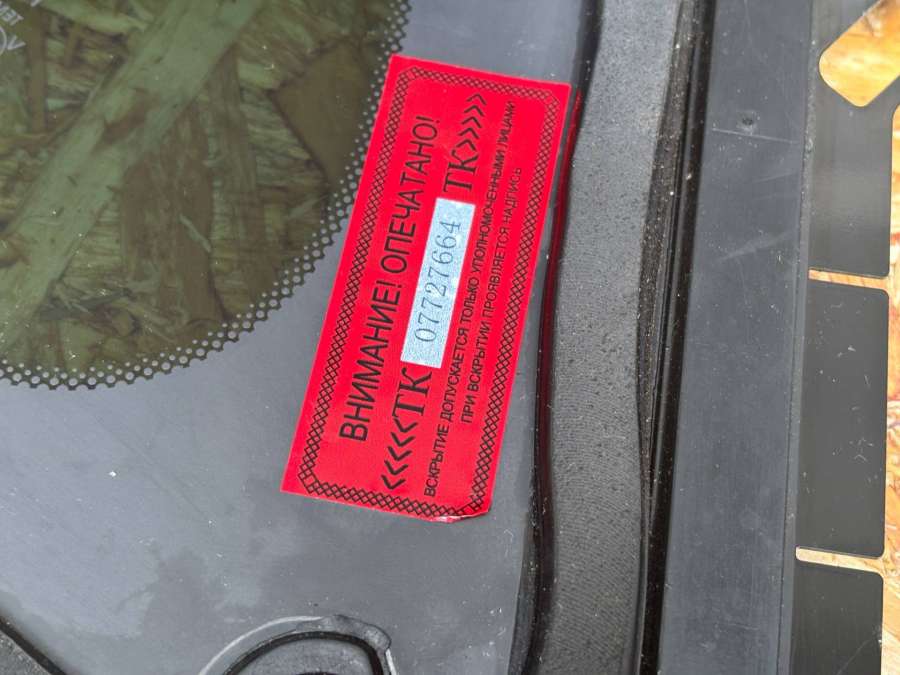 ВНИМАНИЕ! ОПЕЧАТАНО!
<<<<<ТК 07727664 ТК>>>>>
ВСКРЫТИЕ ДОПУСКАЕТСЯ ТОЛЬКО УПОЛНОМОЧЕННЫМИ ЛИЦАМИ
ПРИ ВСКРЫТИИ ПРОЯВЛЯЕТСЯ НАДПИСЬ